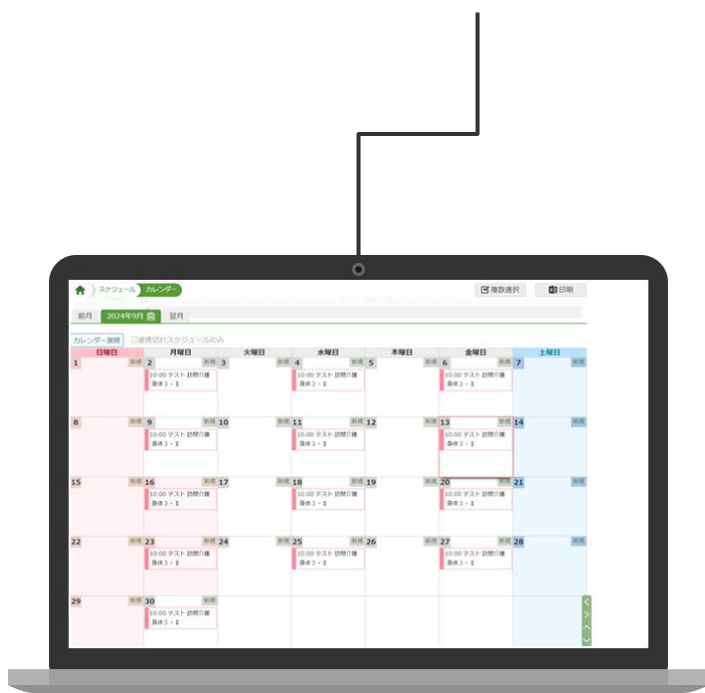 スケジュール カレンダー 複数選択 印刷
前月 2024年9月 翌月
カレンダー展開 連携切れスケジュールのみ
日曜日 月曜日 火曜日 水曜日 木曜日 金曜日 土曜日
1 新規 2 新規 3 新規 4 新規 5 新規 6 新規 7 新規
10:00 テスト 訪問介護 10:00 テスト 訪問介護 10:00 テスト 訪問介護
身体3・Ⅱ 身体3・Ⅱ 身体3・Ⅱ
8 新規 9 新規 10 新規 11 新規 12 新規 13 新規 14 新規
10:00 テスト 訪問介護 10:00 テスト 訪問介護 10:00 テスト 訪問介護
身体3・Ⅱ 身体3・Ⅱ 身体3・Ⅱ
15 新規 16 新規 17 新規 18 新規 19 新規 20 新規 21 新規
10:00 テスト 訪問介護 10:00 テスト 訪問介護 10:00 テスト 訪問介護
身体3・Ⅱ 身体3・Ⅱ 身体3・Ⅱ
22 新規 23 新規 24 新規 25 新規 26 新規 27 新規 28 新規
10:00 テスト 訪問介護 10:00 テスト 訪問介護 10:00 テスト 訪問介護
身体3・Ⅱ 身体3・Ⅱ 身体3・Ⅱ
29 新規 30 新規
10:00 テスト 訪問介護
身体3・Ⅱ